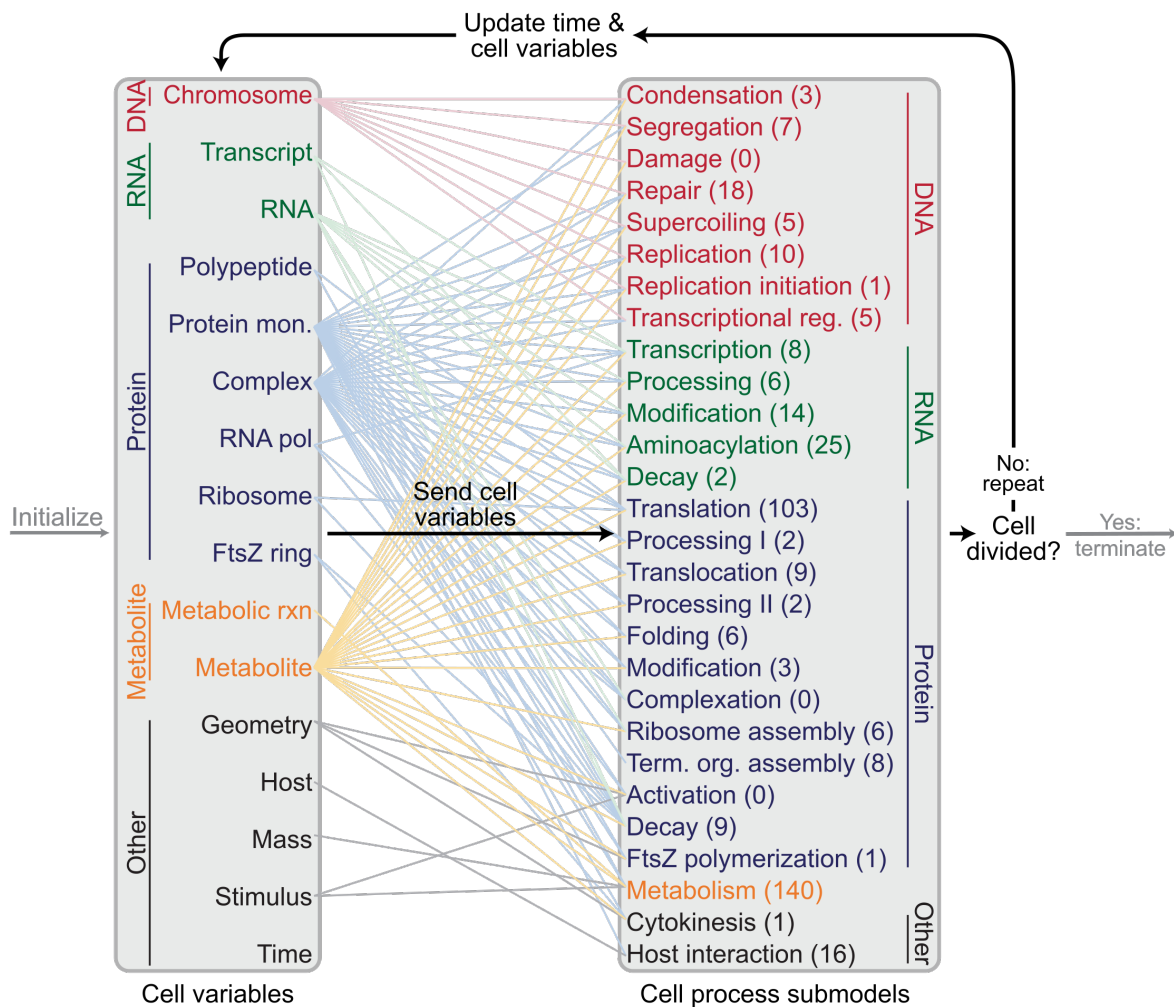 Update time &
cell variables
DNA
Chromosome
RNA
Transcript
RNA
Protein
Polypeptide
Protein mon.
Complex
RNA pol
Ribosome
FtsZ ring
Metabolite
Metabolic rxn
Metabolite
Other
Geometry
Host
Mass
Stimulus
Time
Cell variables
Initialize
Send cell
variables
Condensation (3)
Segregation (7)
Damage (0)
Repair (18)
Supercoiling (5)
Replication (10)
Replication initiation (1)
Transcriptional reg. (5)
DNA
Transcription (8)
Processing (6)
Modification (14)
Aminoacylation (25)
Decay (2)
RNA
Translation (103)
Processing I (2)
Translocation (9)
Processing II (2)
Folding (6)
Modification (3)
Complexation (0)
Ribosome assembly (6)
Term. org. assembly (8)
Activation (0)
Decay (9)
FtsZ polymerization (1)
Protein
Metabolism (140)
Cytokinesis (1)
Host interaction (16)
Other
Cell process submodels
No:
repeat
Cell
divided?
Yes:
terminate